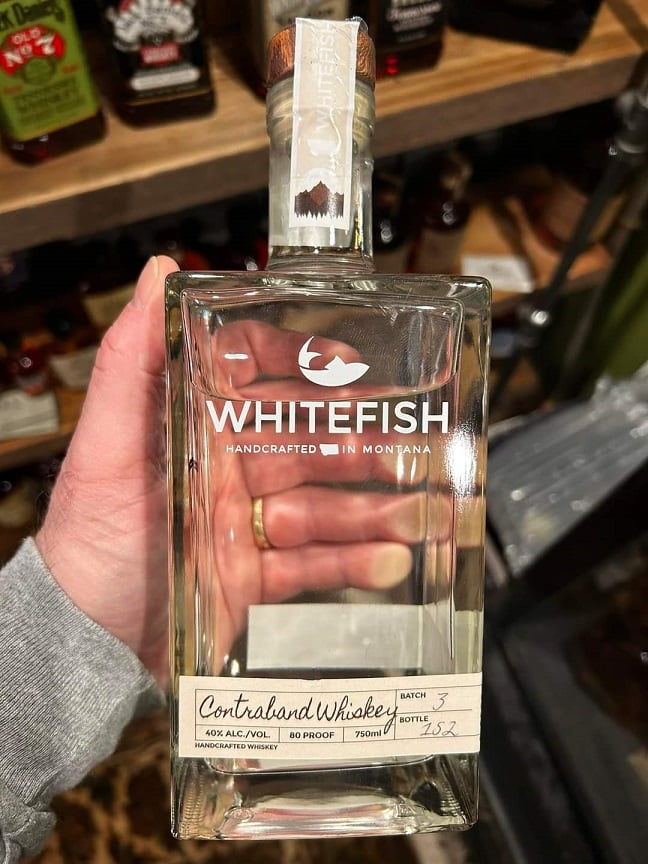 OLD
No. 7
WHITEFISH
WHITEFISH
HANDCRAFTED IN MONTANA
Contraband Whiskey
BATCH 3
40% ALC./VOL. 80 PROOF 750ml
BOTTLE 152
HANDCRAFTED WHISKEY